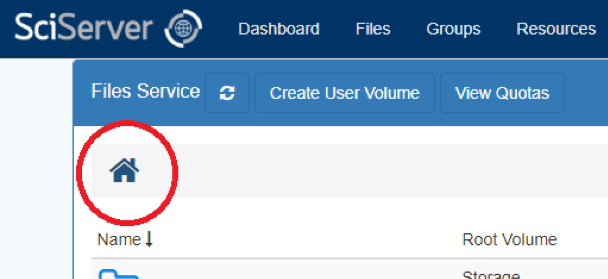 SciServer Dashboard Files Groups Resources
Files Service Create User Volume View Quotas
Name Root Volume
Storage